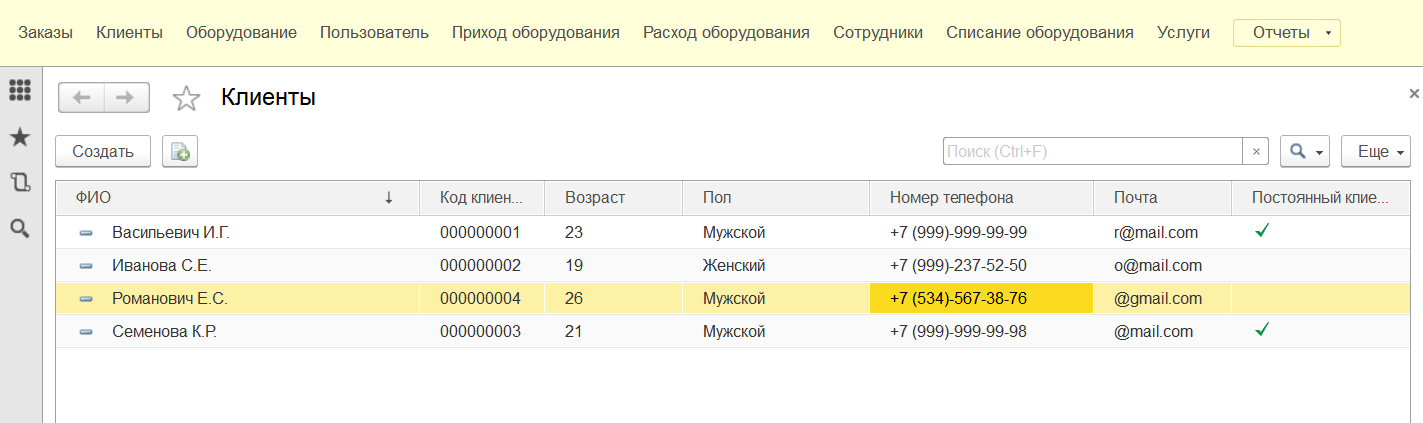 Заказы Клиенты Оборудование Пользователь Приход оборудования Расход оборудования Сотрудники Списание оборудования Услуги Отчеты
Клиенты
Создать Поиск (Ctrl+F) Еще
ФИО Код клиен... Возраст Пол Номер телефона Почта Постоянный клие...
Васильевич И.Г. 000000001 23 Мужской +7 (999)-999-99-99 r@mail.com
Иванова С.Е. 000000002 19 Женский +7 (999)-237-52-50 o@mail.com
Романович Е.С. 000000004 26 Мужской +7 (534)-567-38-76 @gmail.com
Семенова К.Р. 000000003 21 Мужской +7 (999)-999-99-98 @mail.com